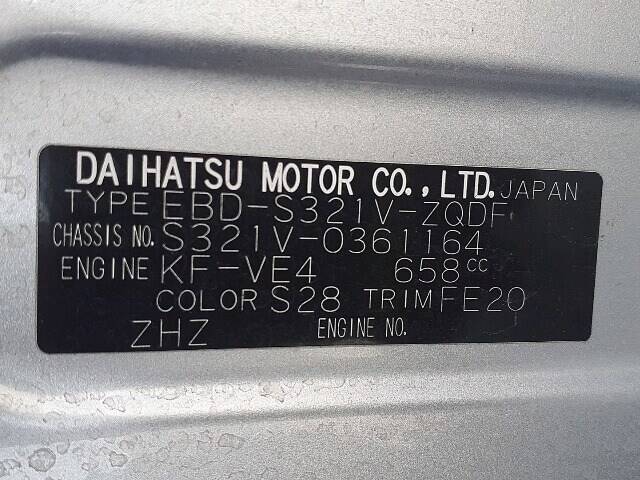 DAIHATSU MOTOR CO., LTD. JAPAN
TYPE EBD-S321V-ZQDF
CHASSIS NO. S321V-0361164
ENGINE KF-VE4 658cc
COLOR S28 TRIM FE20
ZHZ ENGINE NO.